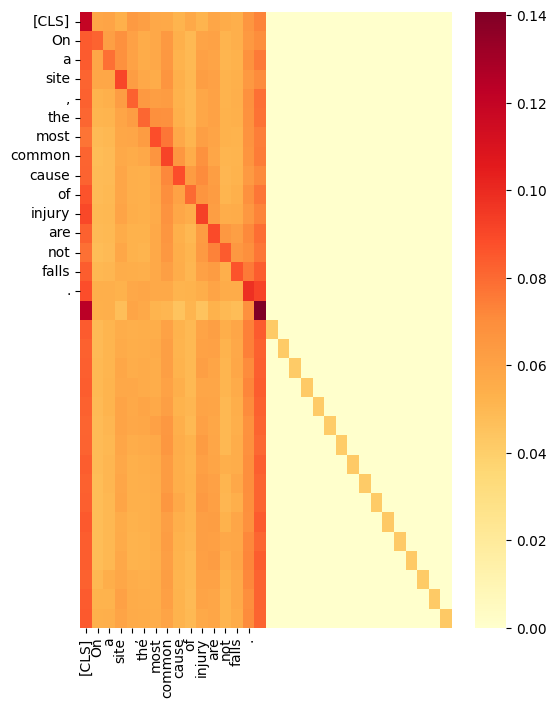 [CLS]
On
a
site
,
the
most
common
cause
of
injury
are
not
falls
.
0.14
0.12
0.10
0.08
0.06
0.04
0.02
0.00
[CLS]
On
a
site
,
the
most
common
cause
of
injury
are
not
falls
.